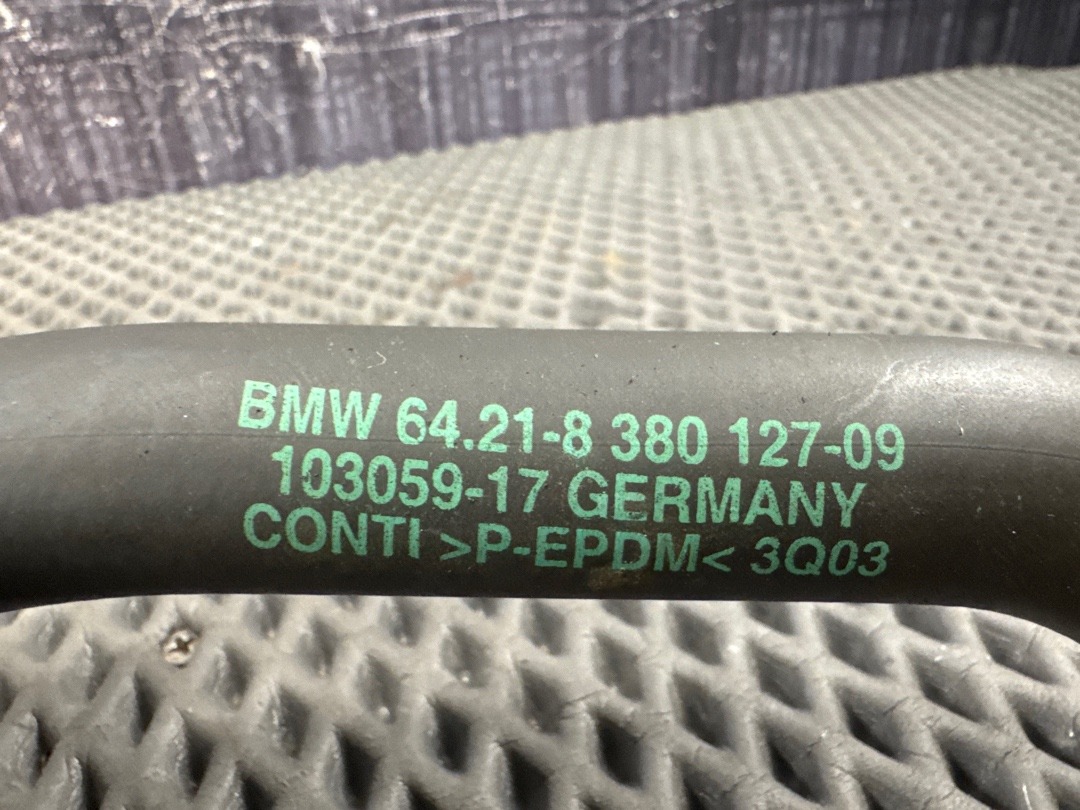 BMW 64.21-8 380 127-09
103059-17 GERMANY
CONTI >P-EPDM< 3Q03